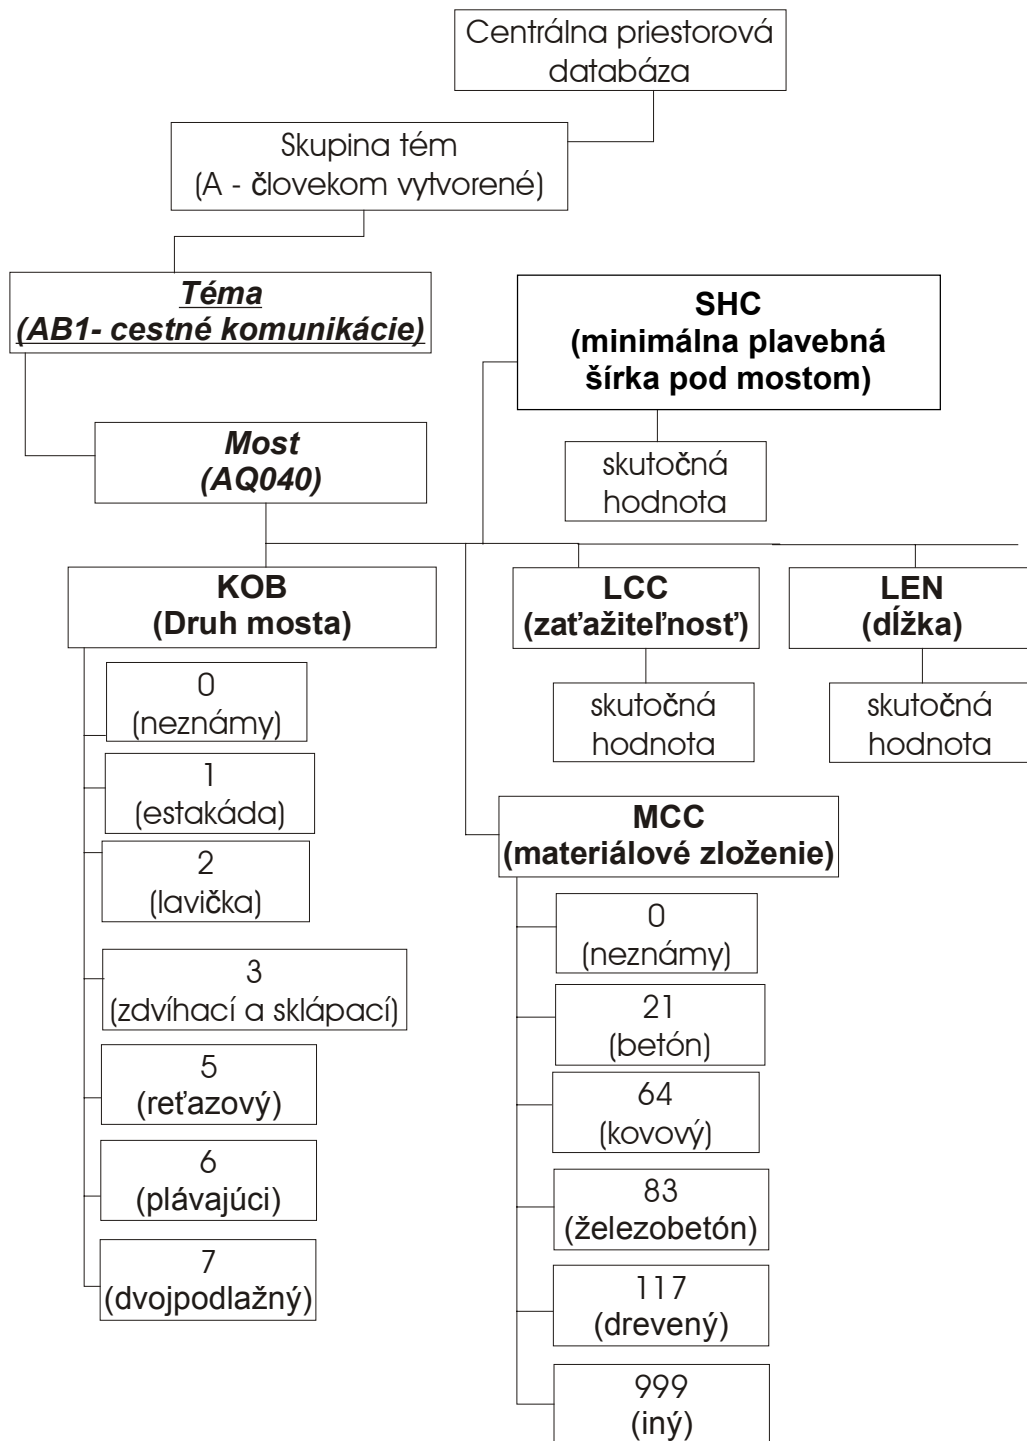 Centrálna priestorová
databáza
Skupina tém
(A - človekom vytvorené)
Téma
(AB1- cestné komunikácie)
SHC
(minimálna plavebná
šírka pod mostom)
skutočná
hodnota
Most
(AQ040)
KOB
(Druh mosta)
0
(neznámy)
1
(estakáda)
2
(lavička)
3
(zdvíhací a sklápací)
5
(reťazový)
6
(plávajúci)
7
(dvojpodlažný)
LCC
(zaťažiteľnosť)
skutočná
hodnota
LEN
(dĺžka)
skutočná
hodnota
MCC
(materiálové zloženie)
0
(neznámy)
21
(betón)
64
(kovový)
83
(železobetón)
117
(drevený)
999
(iný)